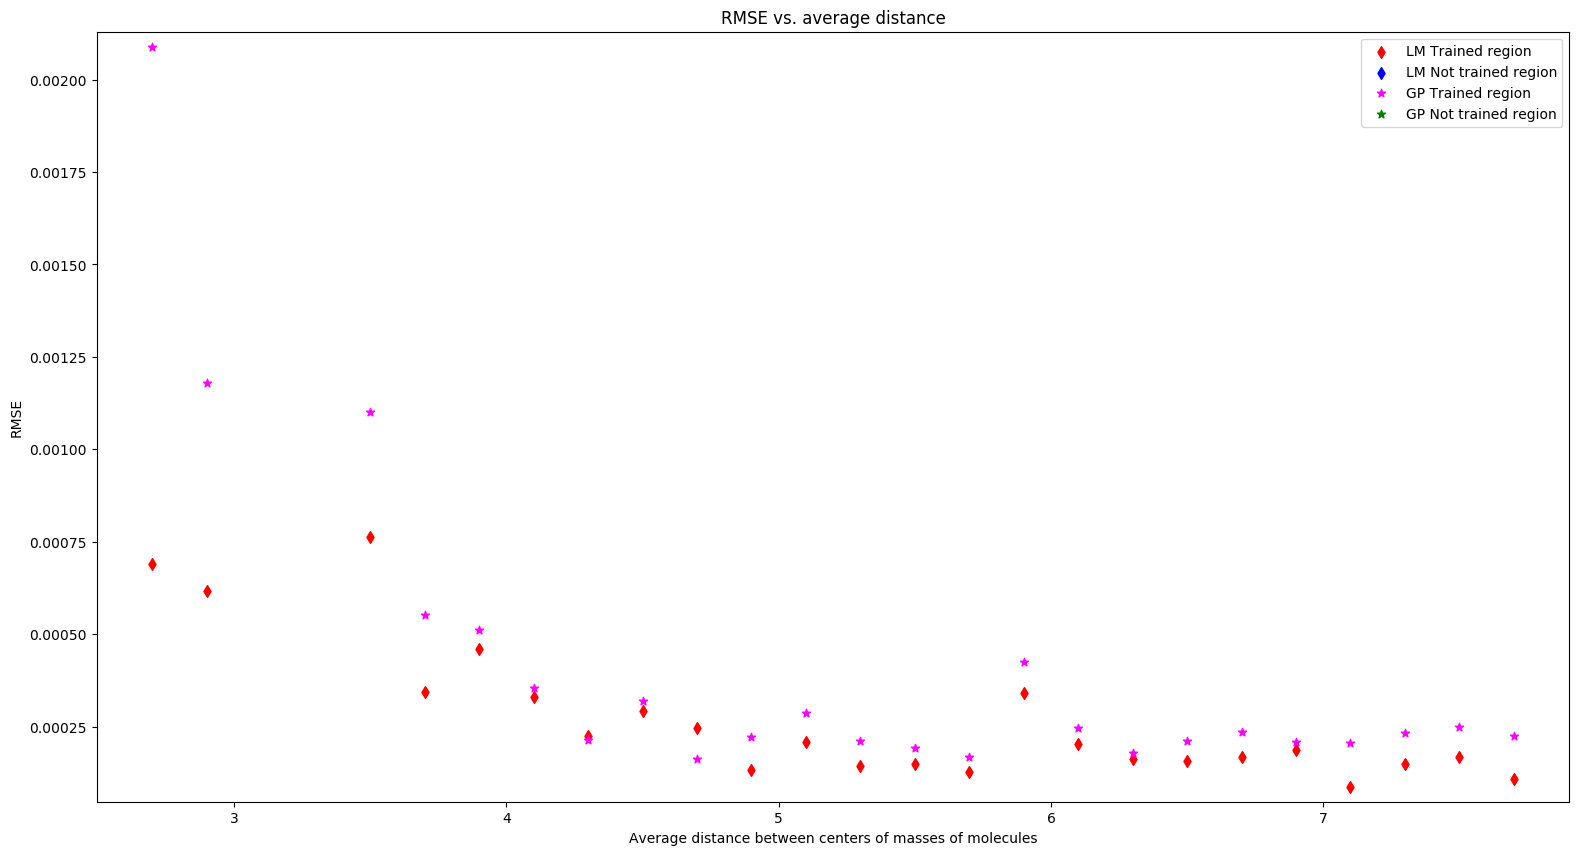 RMSE vs. average distance
LM Trained region
LM Not trained region
GP Trained region
GP Not trained region
0.00200
0.00175
0.00150
0.00125
0.00100
0.00075
0.00050
0.00025
RMSE
3 4 5 6 7
Average distance between centers of masses of molecules